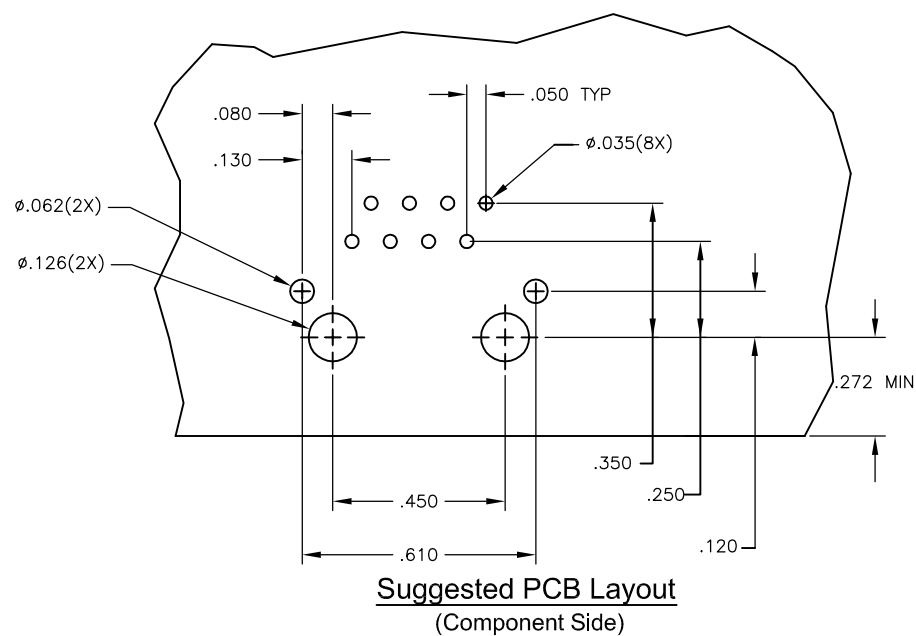 .050 TYP
.080
ø.035(8X)
.130
ø.062(2X)
ø.126(2X)
.272 MIN
.350
.250
.450
.120
.610
Suggested PCB Layout
(Component Side)